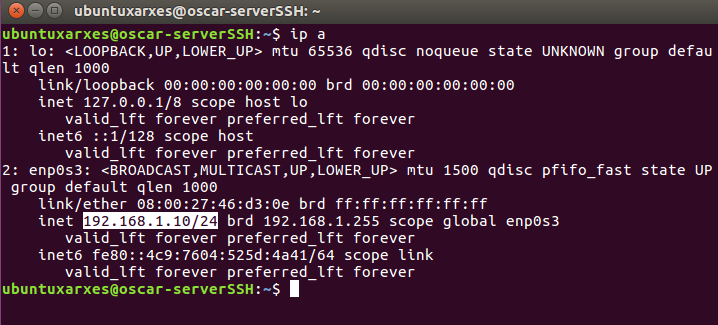 ubuntuxarxes@oscar-serverSSH: ~
ubuntuxarxes@oscar-serverSSH:~$ ip a
1: lo: <LOOPBACK,UP,LOWER_UP> mtu 65536 qdisc noqueue state UNKNOWN group defau
lt qlen 1000
    link/loopback 00:00:00:00:00:00 brd 00:00:00:00:00:00
    inet 127.0.0.1/8 scope host lo
       valid_lft forever preferred_lft forever
    inet6 ::1/128 scope host
       valid_lft forever preferred_lft forever
2: enp0s3: <BROADCAST,MULTICAST,UP,LOWER_UP> mtu 1500 qdisc pfifo_fast state UP
 group default qlen 1000
    link/ether 08:00:27:46:d3:0e brd ff:ff:ff:ff:ff:ff
    inet 192.168.1.10/24 brd 192.168.1.255 scope global enp0s3
       valid_lft forever preferred_lft forever
    inet6 fe80::4c9:7604:525d:4a41/64 scope link
       valid_lft forever preferred_lft forever
ubuntuxarxes@oscar-serverSSH:~$